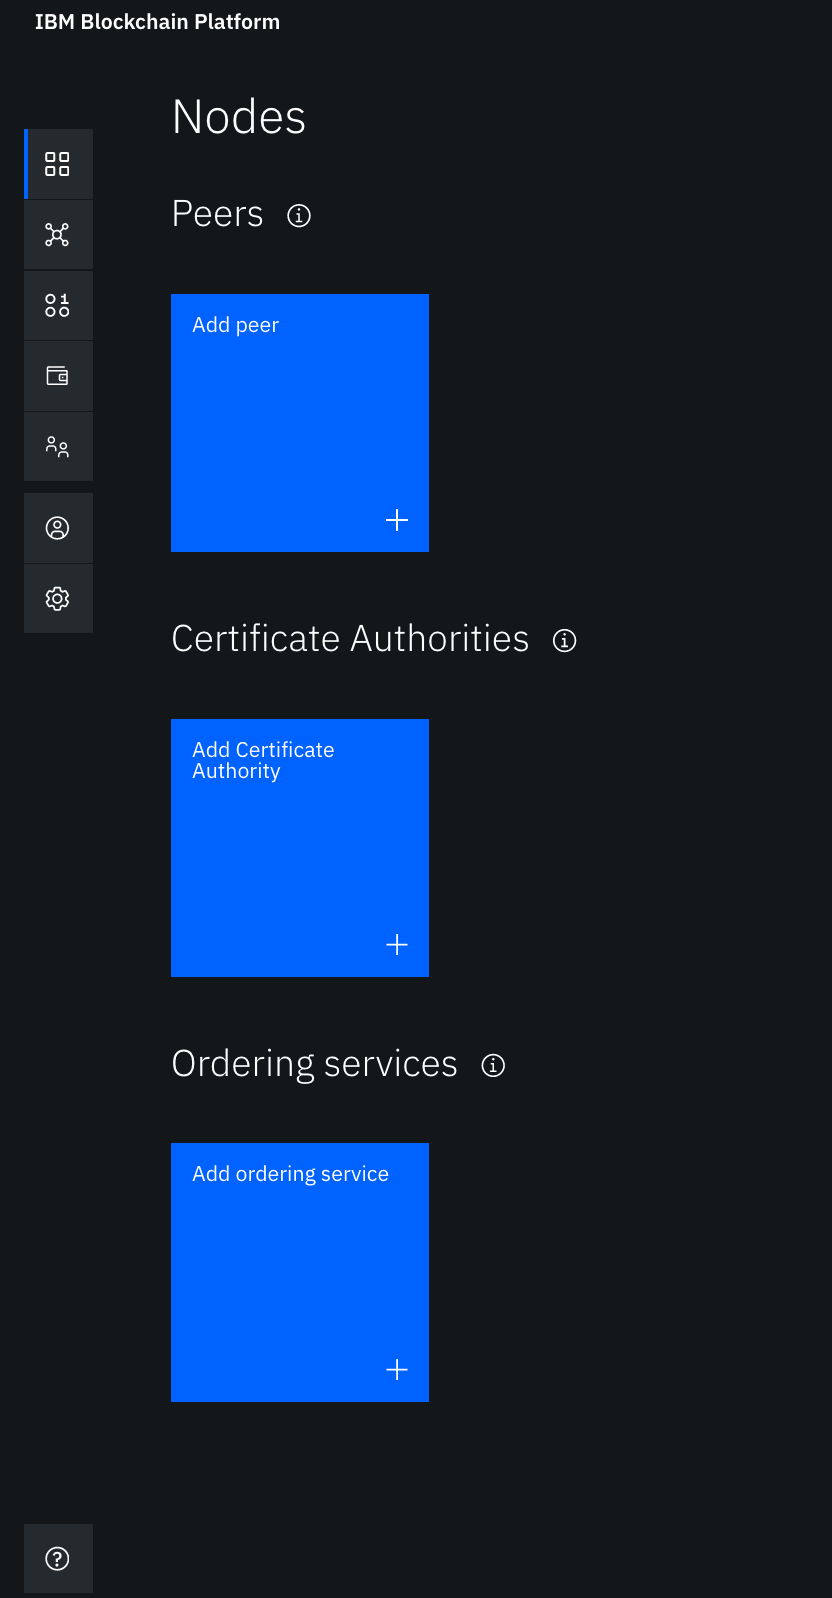 IBM Blockchain Platform
Nodes
Peers
Add peer
Certificate Authorities
Add Certificate
Authority
Ordering services
Add ordering service